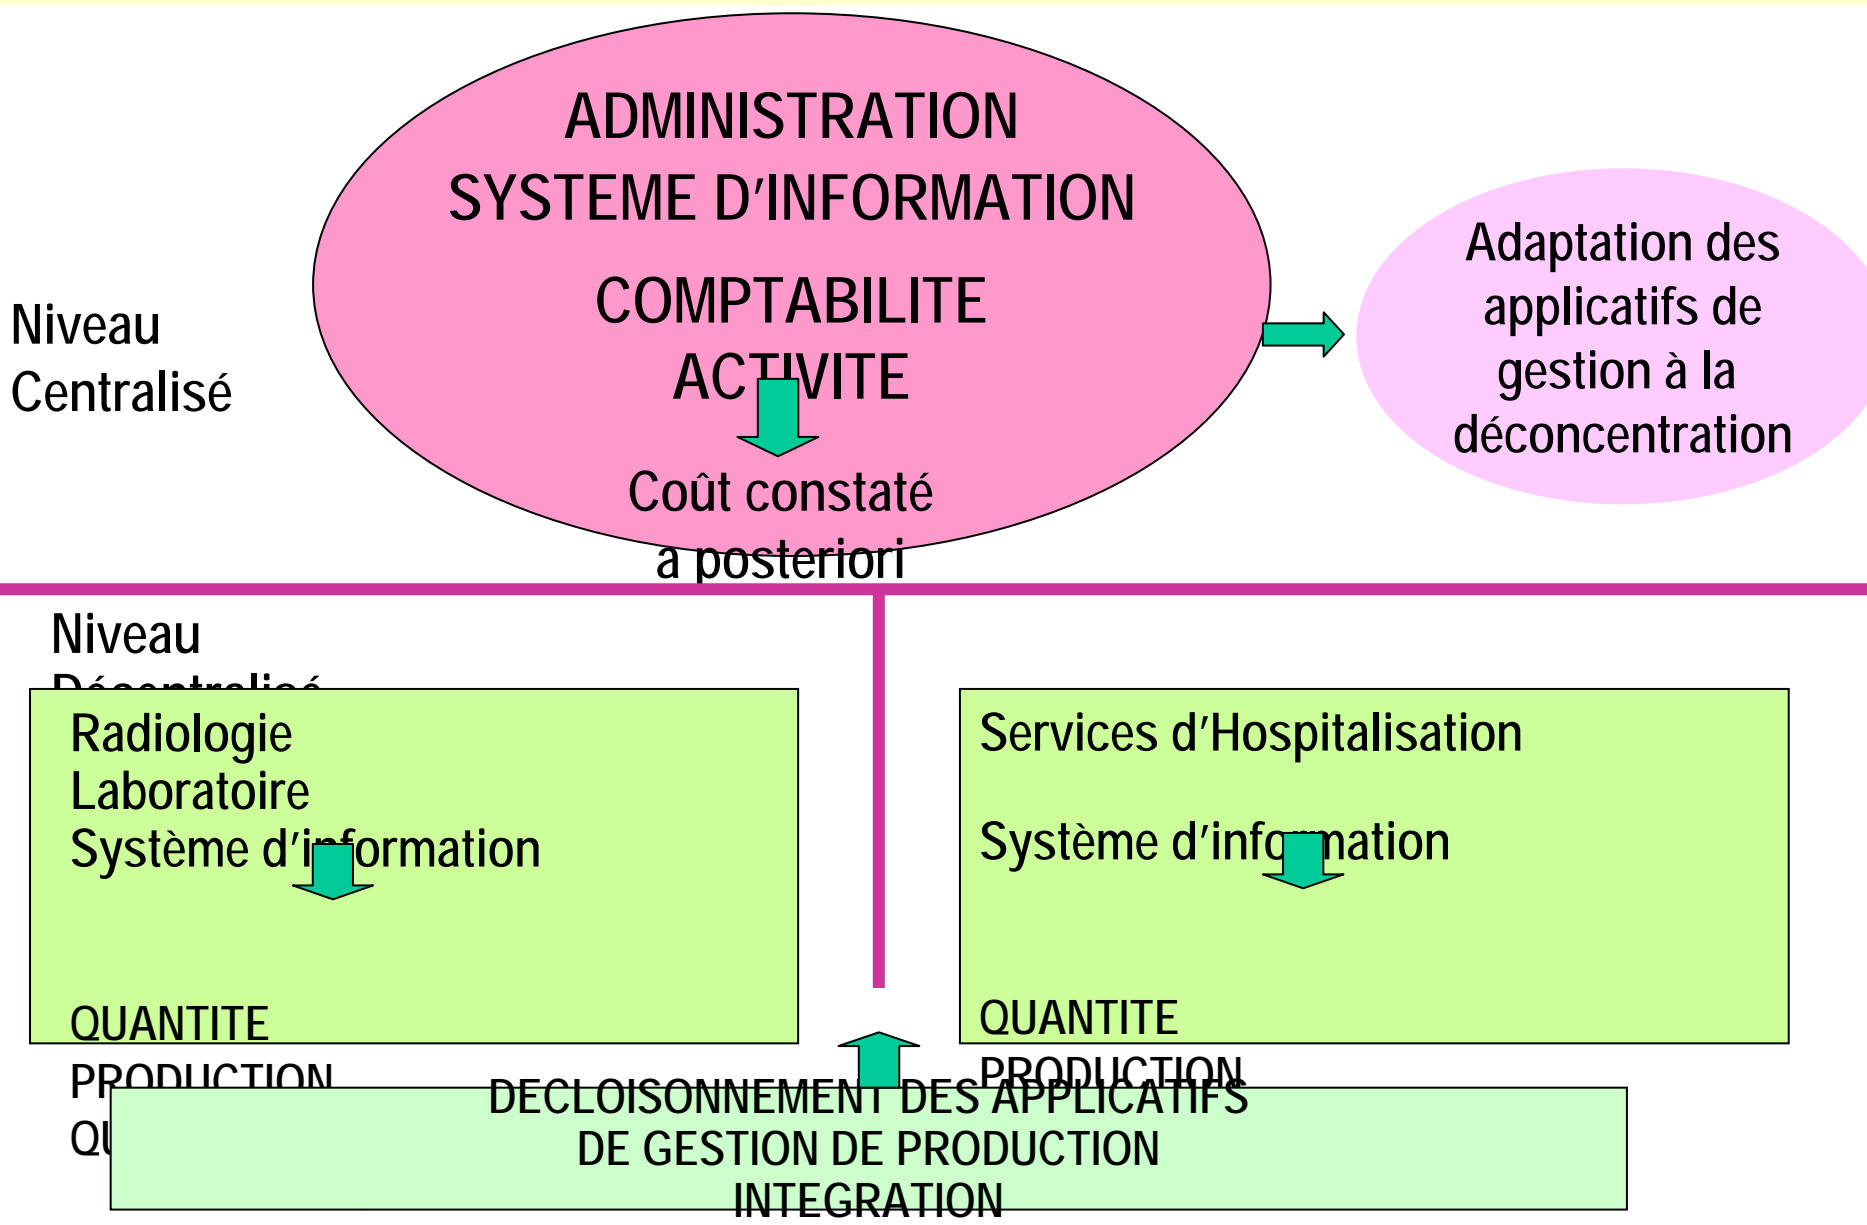 ADMINISTRATION
SYSTEME D'INFORMATION
COMPTABILITE
ACTIVITE
Coût constaté
a posteriori
Niveau
Centralisé
Adaptation des
applicatifs de
gestion à la
déconcentration
Niveau
Décentralisé
Radiologie
Laboratoire
Système d'information
QUANTITE
PRODUCTION
Services d'Hospitalisation
Système d'information
QUANTITE
PRODUCTION
DECLOISONNEMENT DES APPLICATIFS
DE GESTION DE PRODUCTION
INTEGRATION